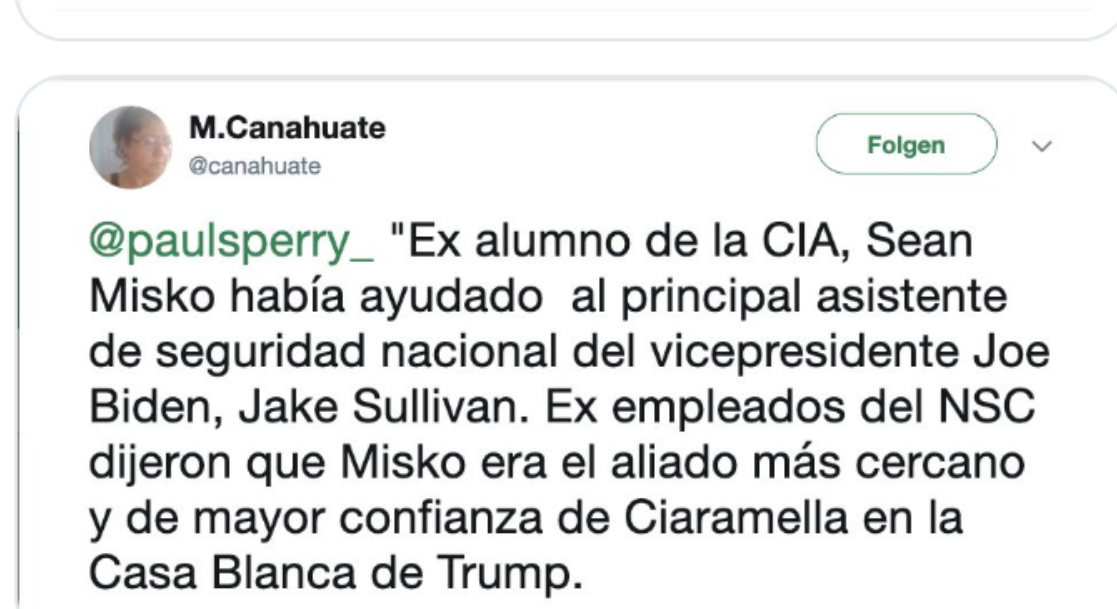 M.Canahuate
@canahuate
Folgen
@paulsperry_ "Ex alumno de la CIA, Sean
Misko había ayudado  al principal asistente
de seguridad nacional del vicepresidente Joe
Biden, Jake Sullivan. Ex empleados del NSC
dijeron que Misko era el aliado más cercano
y de mayor confianza de Ciaramella en la
Casa Blanca de Trump.